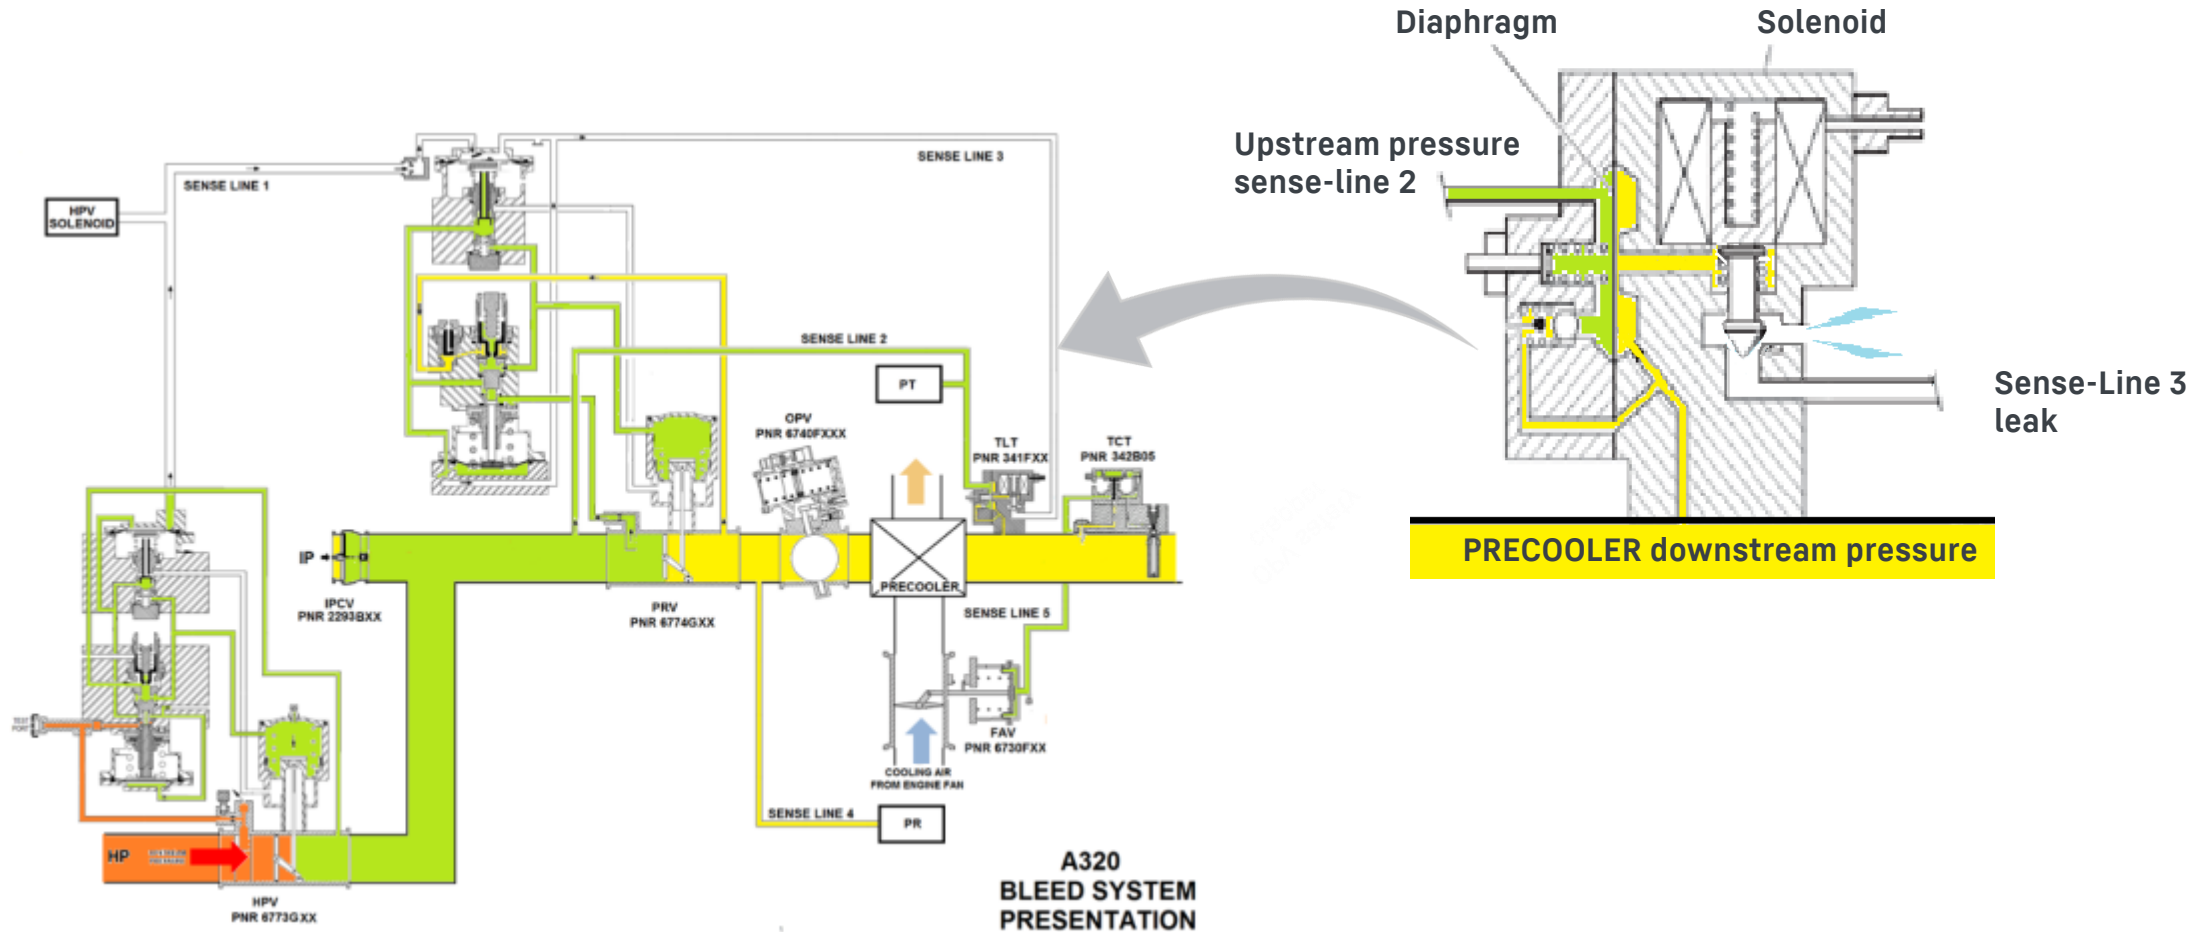 Diaphragm
Solenoid
Upstream pressure
sense-line 2
Sense-Line 3
leak
PRECOOLER downstream pressure
SENSE LINE 3
SENSE LINE 1
HPV
SOLENOID
SENSE LINE 2
PT
OPV
PNR 6740FXXX
TLT
PNR 341FXX
TCT
PNR 342B05
IP
IPCV
PNR 2293BXX
PRV
PNR 6774GXX
PRECOOLER
SENSE LINE 5
TEST
PORT
FAV
PNR 6730FXX
COOLING AIR
FROM ENGINE FAN
SENSE LINE 4
PR
HP
HPV
PNR 6773GXX
A320
BLEED SYSTEM
PRESENTATION